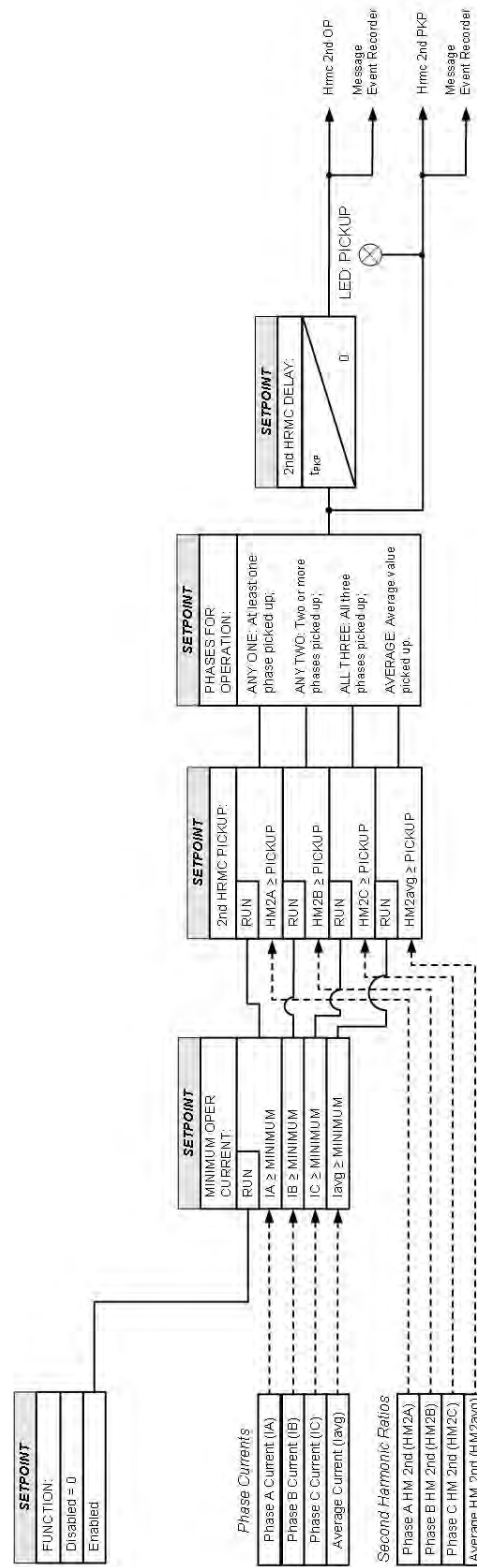 SETPOINT
FUNCTION:
Disabled = 0
Enabled
Phase Currents
Phase A Current (IA)
Phase B Current (IB)
Phase C Current (IC)
Average Current (Iavg)
Second Harmonic Ratios
Phase A HM 2nd (HM2A)
Phase B HM 2nd (HM2B)
Phase C HM 2nd (HM2C)
Average HM 2nd (HM2avg)
SETPOINT
MINIMUM OPER
CURRENT:
RUN
IA ≥ MINIMUM
IB ≥ MINIMUM
IC ≥ MINIMUM
Iavg ≥ MINIMUM
SETPOINT
2nd HRMC PICKUP:
RUN
HM2A ≥ PICKUP
RUN
HM2B ≥ PICKUP
RUN
HM2C ≥ PICKUP
RUN
HM2avg ≥ PICKUP
SETPOINT
PHASES FOR
OPERATION:
ANY ONE: At least one
phase picked up;
ANY TWO: Two or more
phases picked up;
ALL THREE: All three
phases picked up;
AVERAGE: Average value
picked up.
SETPOINT
2nd HRMC DELAY:
tPKP
0
LED: PICKUP
Hrmc 2nd OP
Message
Event Recorder
Hrmc 2nd PKP
Message
Event Recorder